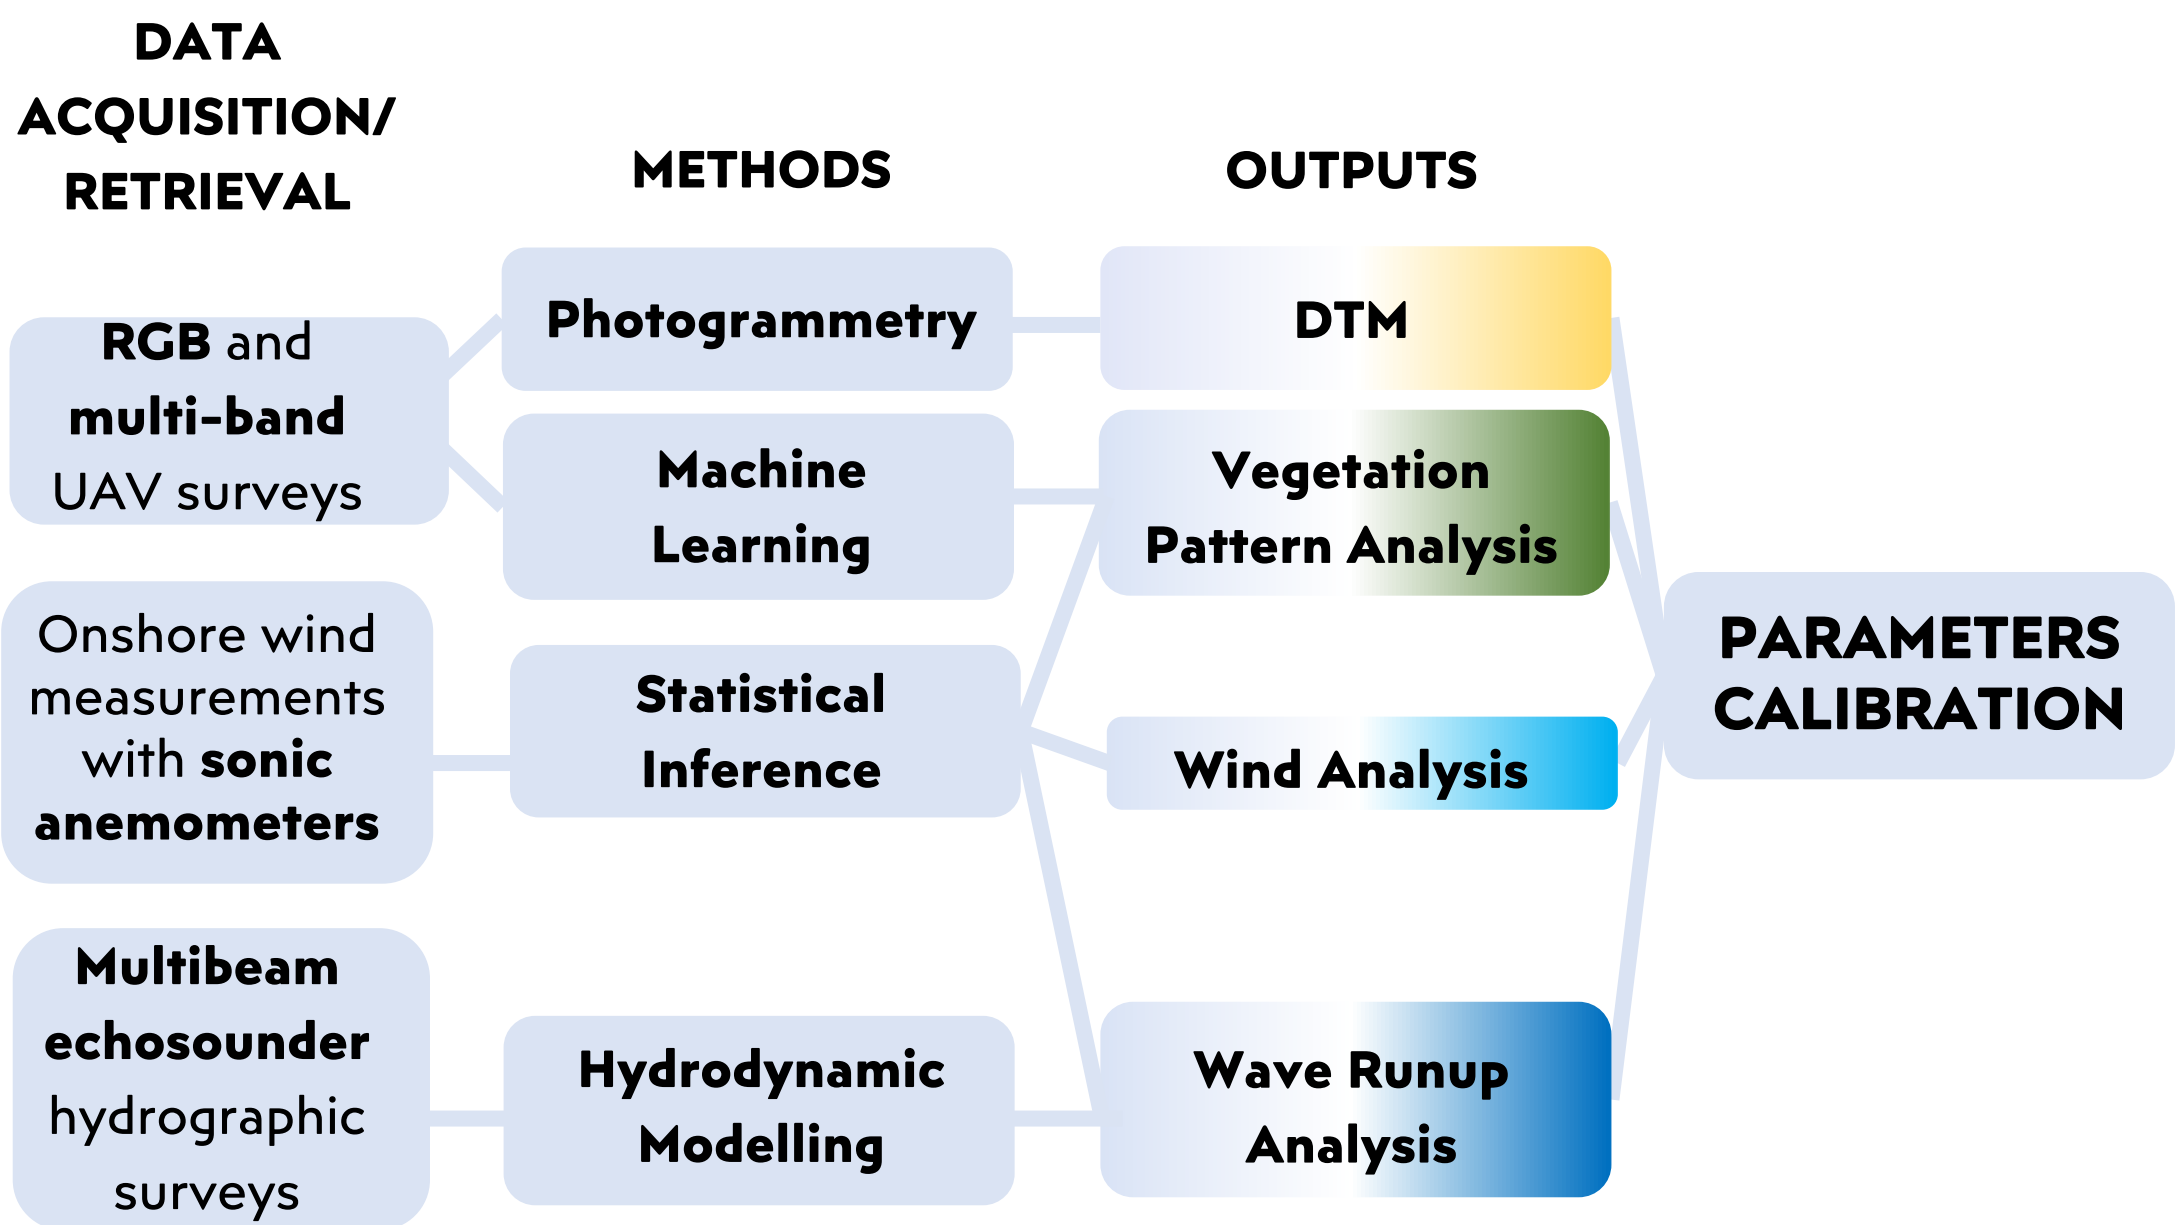 DATA
ACQUISITION/
RETRIEVAL
METHODS
OUTPUTS
RGB and
multi-band
UAV surveys
Onshore wind
measurements
with sonic
anemometers
Multibeam
echosounder
hydrographic
surveys
Photogrammetry
Machine
Learning
Statistical
Inference
Hydrodynamic
Modelling
DTM
Vegetation
Pattern Analysis
Wind Analysis
Wave Runup
Analysis
PARAMETERS
CALIBRATION